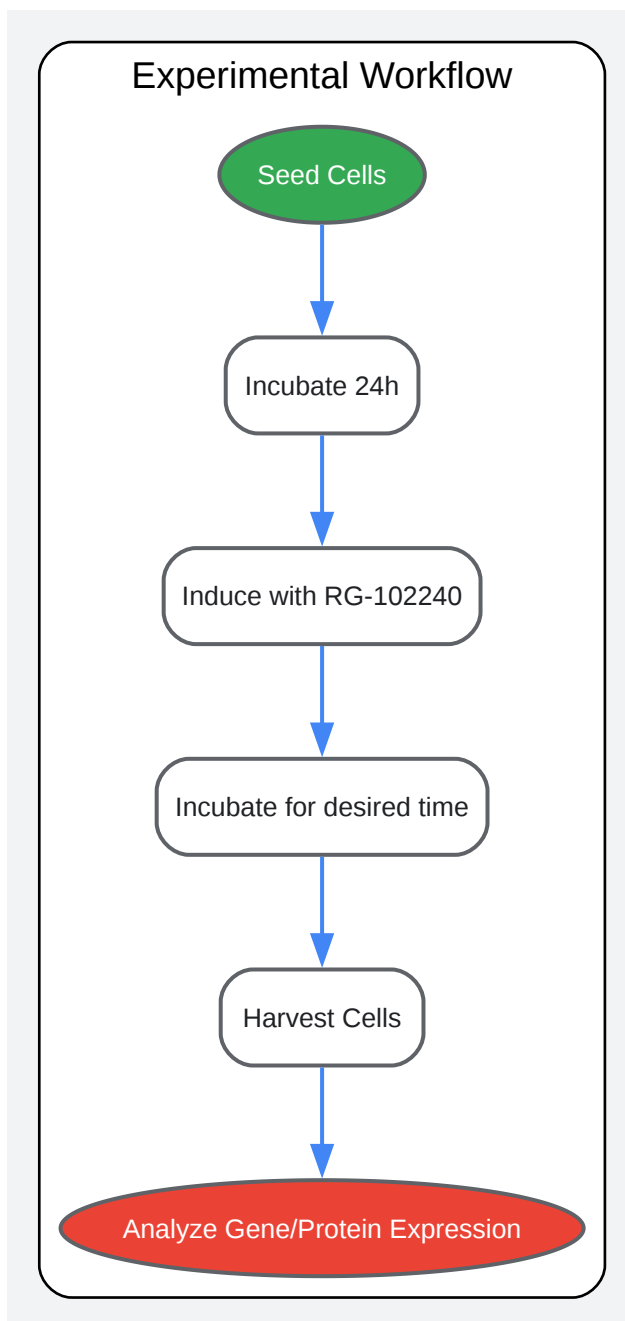 Experimental Workflow
Seed Cells
Incubate 24h
Induce with RG-102240
Incubate for desired time
Harvest Cells
Analyze Gene/Protein Expression